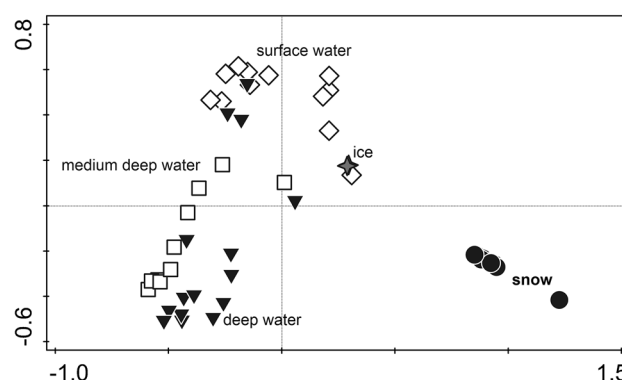 0.8
surface water
ice
medium deep water
snow
deep water
-0.6
-1.0
1.5